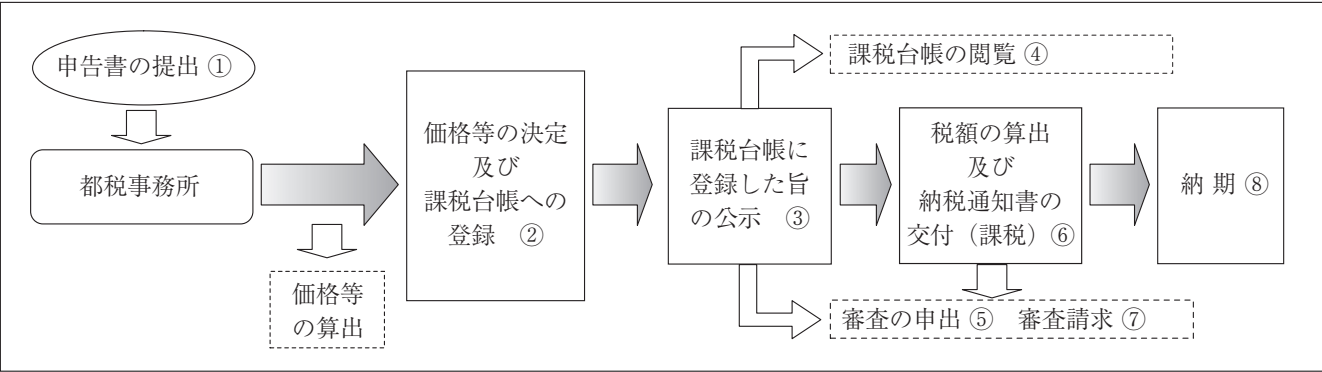 申告書の提出 ①
都税事務所
価格等
の算出
価格等の決定
及び
課税台帳への
登録 ②
課税台帳に
登録した旨
の公示 ③
課税台帳の閲覧 ④
税額の算出
及び
納税通知書の
交付（課税）⑥
審査の申出 ⑤ 審査請求 ⑦
納 期 ⑧